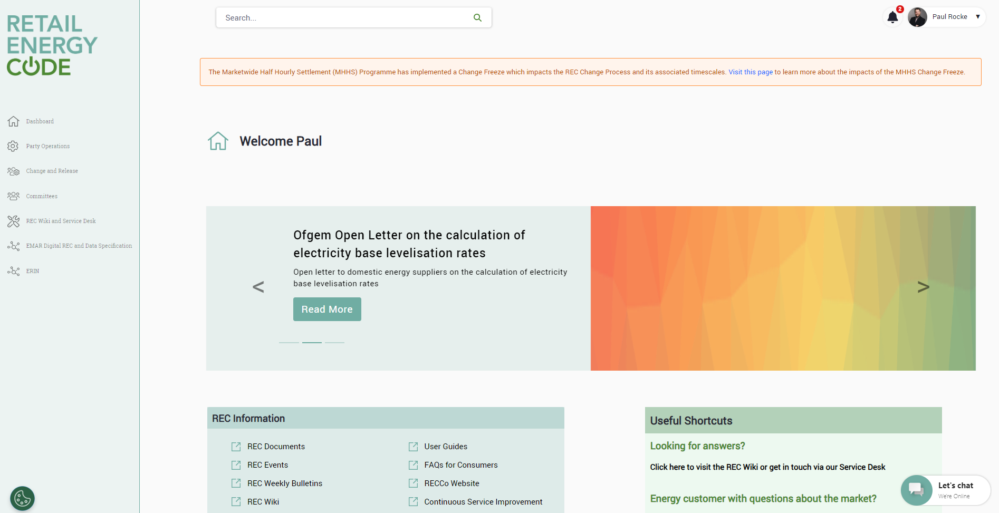 RETAIL
ENERGY
CODE
Search...
2
Paul Rocke
The Marketwide Half Hourly Settlement (MHHS) Programme has implemented a Change Freeze which impacts the REC Change Process and its associated timescales. Visit this page to learn more about the impacts of the MHHS Change Freeze.
Dashboard
Party Operations
Change and Release
Committees
REC Wiki and Service Desk
EMAR Digital REC and Data Specification
ERIN
Welcome Paul
Ofgem Open Letter on the calculation of
electricity base levelisation rates
Open letter to domestic energy suppliers on the calculation of electricity
base levelisation rates
<
>
Read More
REC Information
REC Documents
User Guides
REC Events
FAQs for Consumers
REC Weekly Bulletins
RECCo Website
REC Wiki
Continuous Service Improvement
Useful Shortcuts
Looking for answers?
Click here to visit the REC Wiki or get in touch via our Service Desk
Energy customer with questions about the market?
Let's chat
We're Online